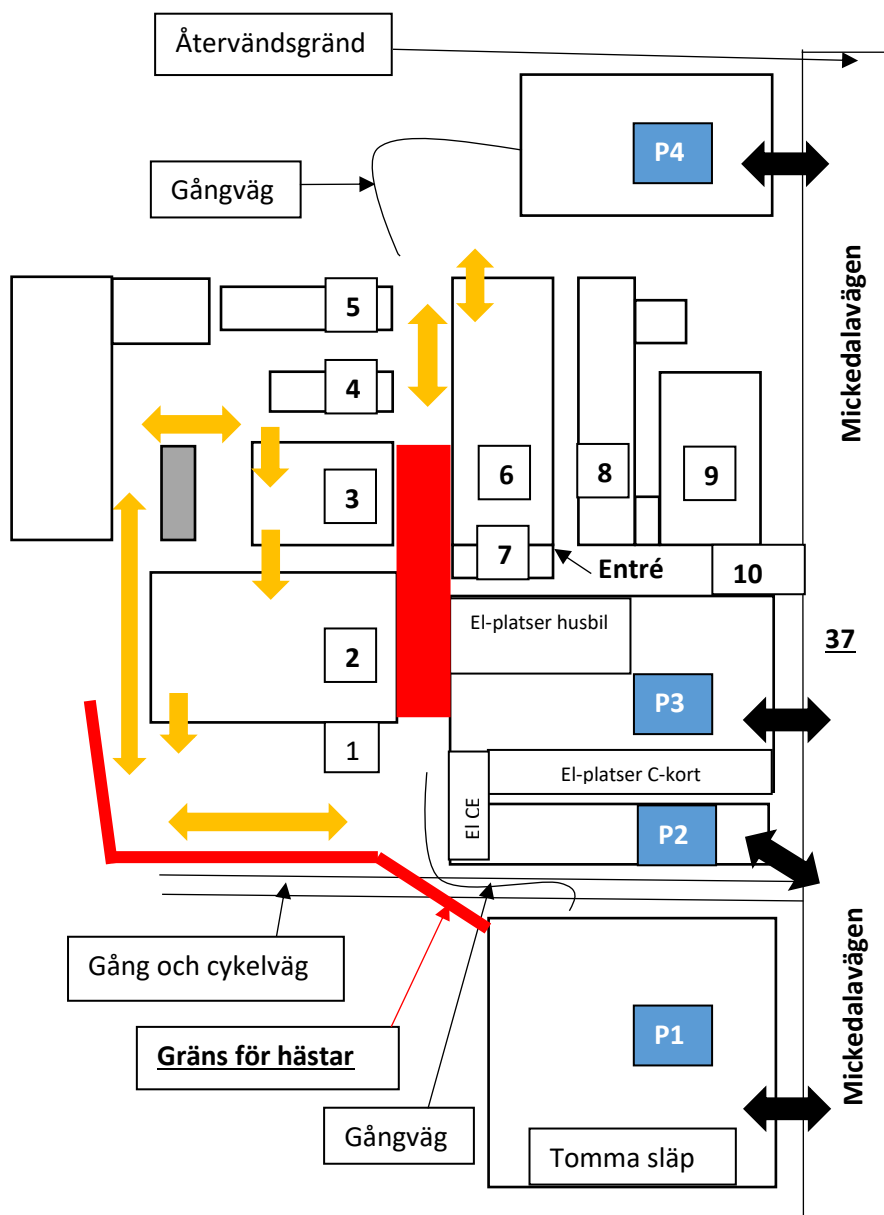 Återvändsgränd
P4
Gångväg
Mickedalavägen
5
4
3
6
8
9
7
Entré
10
El-platser husbil
37
2
P3
1
El-platser C-kort
El CE
P2
Gång och cykelväg
Mickedalavägen
P1
Gräns för hästar
Gångväg
Tomma släp